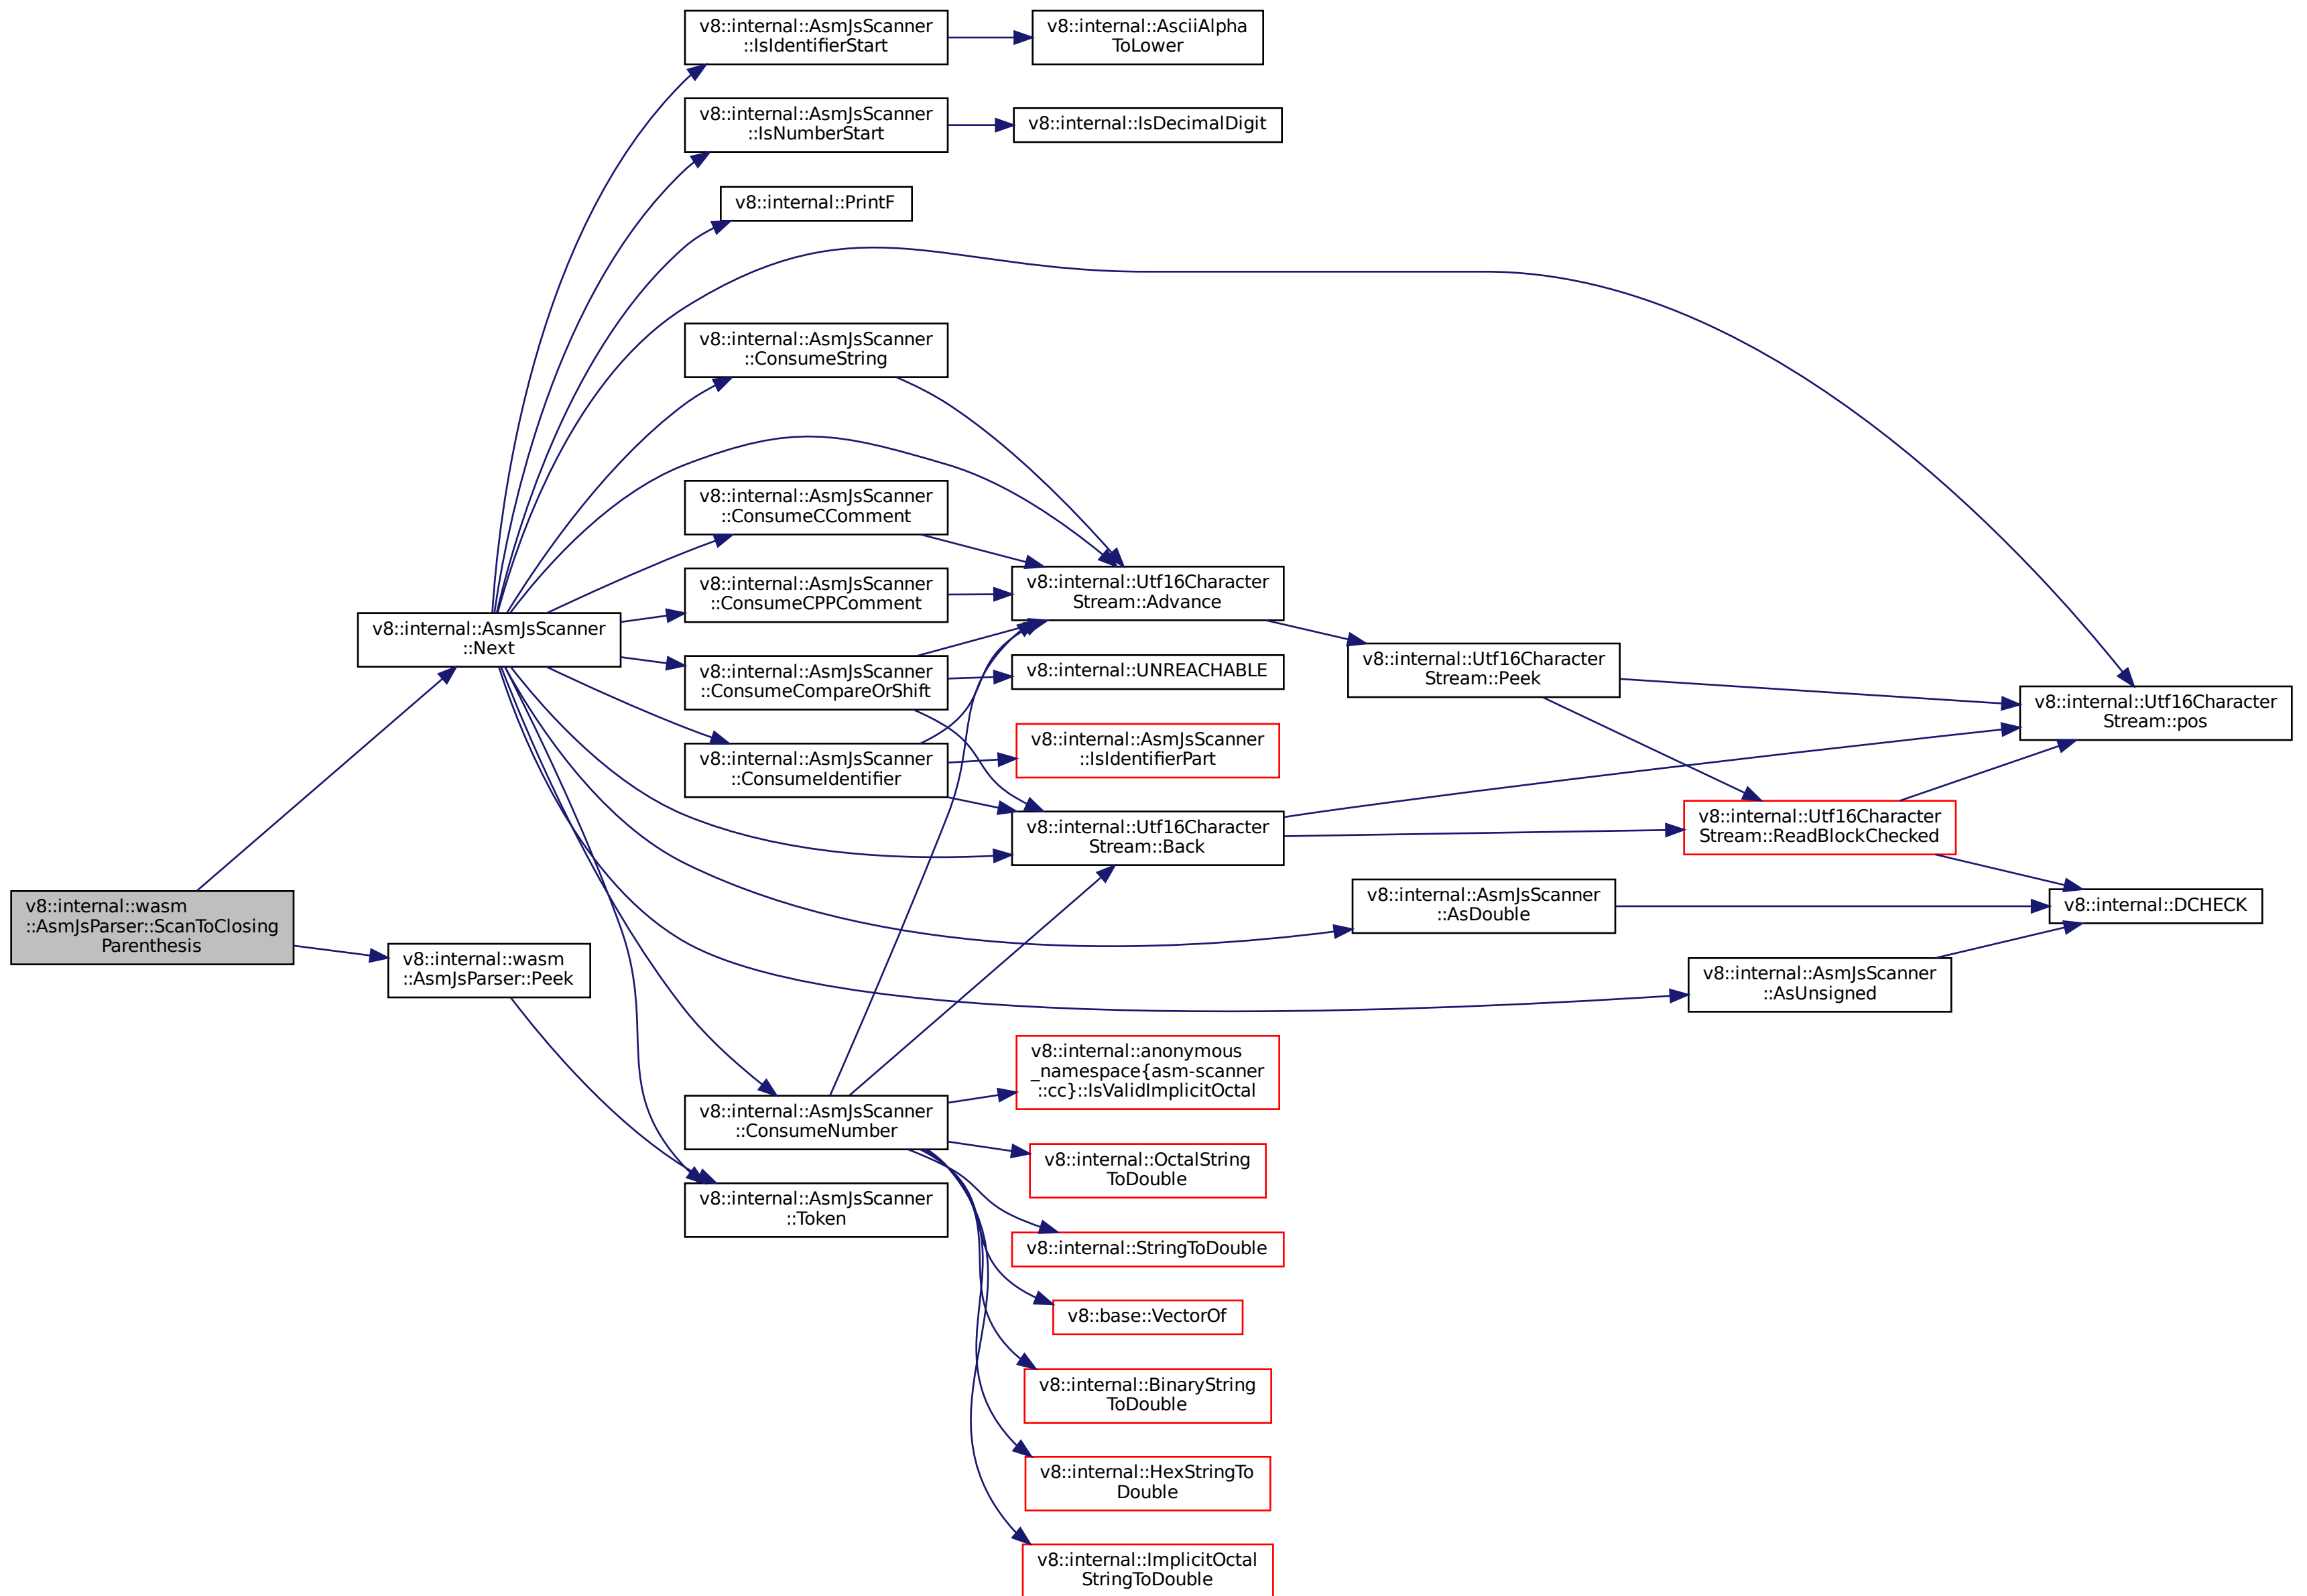 v8::internal::wasm
::AsmJsParser::ScanToClosing
Parenthesis
v8::internal::AsmJsScanner
::Next
v8::internal::wasm
::AsmJsParser::Peek
v8::internal::AsmJsScanner
::IsIdentifierStart
v8::internal::AsmJsScanner
::IsNumberStart
v8::internal::PrintF
v8::internal::AsmJsScanner
::ConsumeString
v8::internal::AsmJsScanner
::ConsumeCComment
v8::internal::AsmJsScanner
::ConsumeCPPComment
v8::internal::AsmJsScanner
::ConsumeCompareOrShift
v8::internal::AsmJsScanner
::ConsumeIdentifier
v8::internal::AsmJsScanner
::ConsumeNumber
v8::internal::AsmJsScanner
::Token
v8::internal::AsciiAlpha
ToLower
v8::internal::IsDecimalDigit
v8::internal::Utf16Character
Stream::Advance
v8::internal::UNREACHABLE
v8::internal::AsmJsScanner
::IsIdentifierPart
v8::internal::Utf16Character
Stream::Back
v8::internal::anonymous
_namespace{asm-scanner
::cc}::IsValidImplicitOctal
v8::internal::OctalString
ToDouble
v8::internal::StringToDouble
v8::base::VectorOf
v8::internal::BinaryString
ToDouble
v8::internal::HexStringTo
Double
v8::internal::ImplicitOctal
StringToDouble
v8::internal::Utf16Character
Stream::Peek
v8::internal::AsmJsScanner
::AsDouble
v8::internal::Utf16Character
Stream::ReadBlockChecked
v8::internal::AsmJsScanner
::AsUnsigned
v8::internal::Utf16Character
Stream::pos
v8::internal::DCHECK